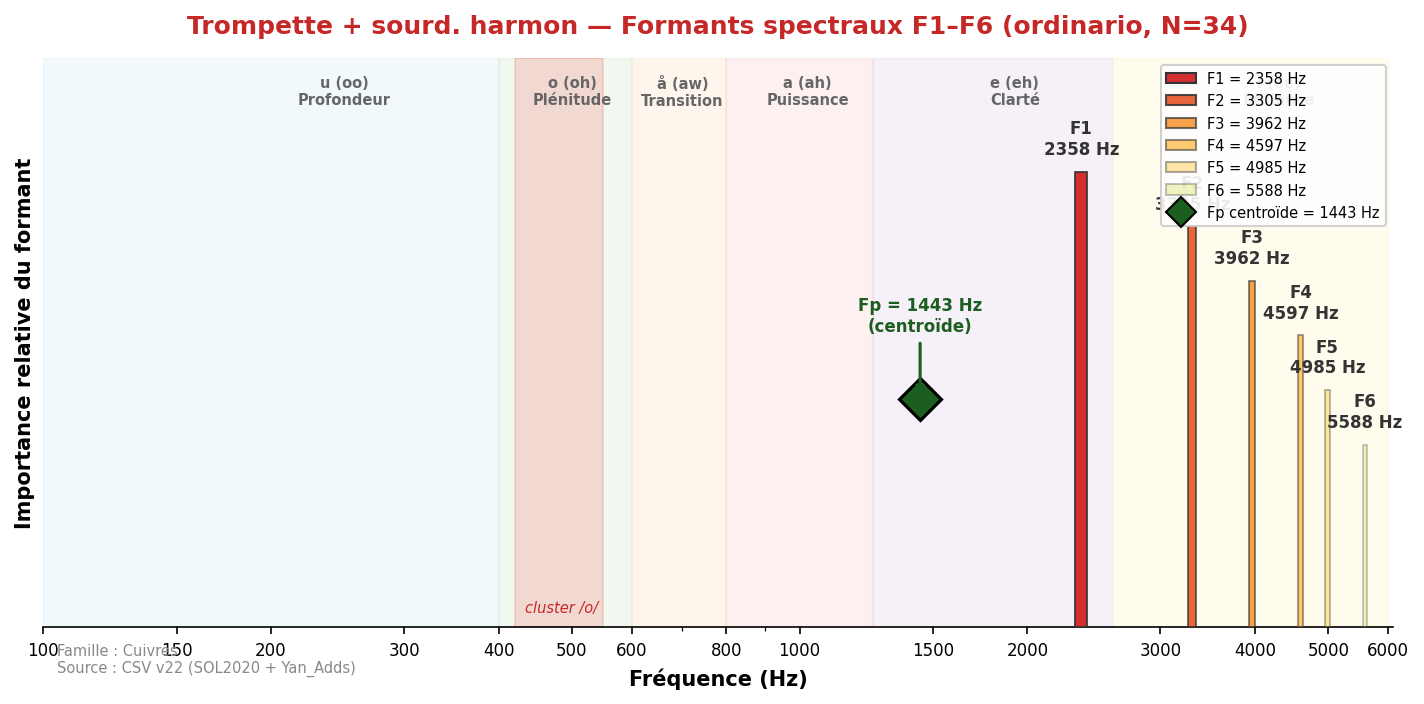 Trompette + sourd. harmon — Formants spectraux F1–F6 (ordinario, N=34)
u (oo)
Profondeur
o (oh)
Plénitude
å (aw)
Transition
a (ah)
Puissance
e (eh)
Clarté
F1 = 2358 Hz
F2 = 3305 Hz
F3 = 3962 Hz
F4 = 4597 Hz
F5 = 4985 Hz
F6 = 5588 Hz
Fp centroïde = 1443 Hz
F1
2358 Hz
F2
F3
3962 Hz
F4
4597 Hz
F5
4985 Hz
F6
5588 Hz
Fp = 1443 Hz
(centroïde)
cluster /o/
Importance relative du formant
100 150 200 300 400 500 600 800 1000 1500 2000 3000 4000 5000 6000
Fréquence (Hz)
Famille : Cuivres
Source : CSV v22 (SOL2020 + Yan_Adds)